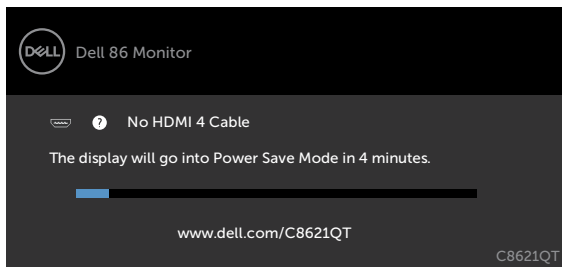 DELL
Dell 86 Monitor
? No HDMI 4 Cable
The display will go into Power Save Mode in 4 minutes.
www.dell.com/C8621QT
C8621QT